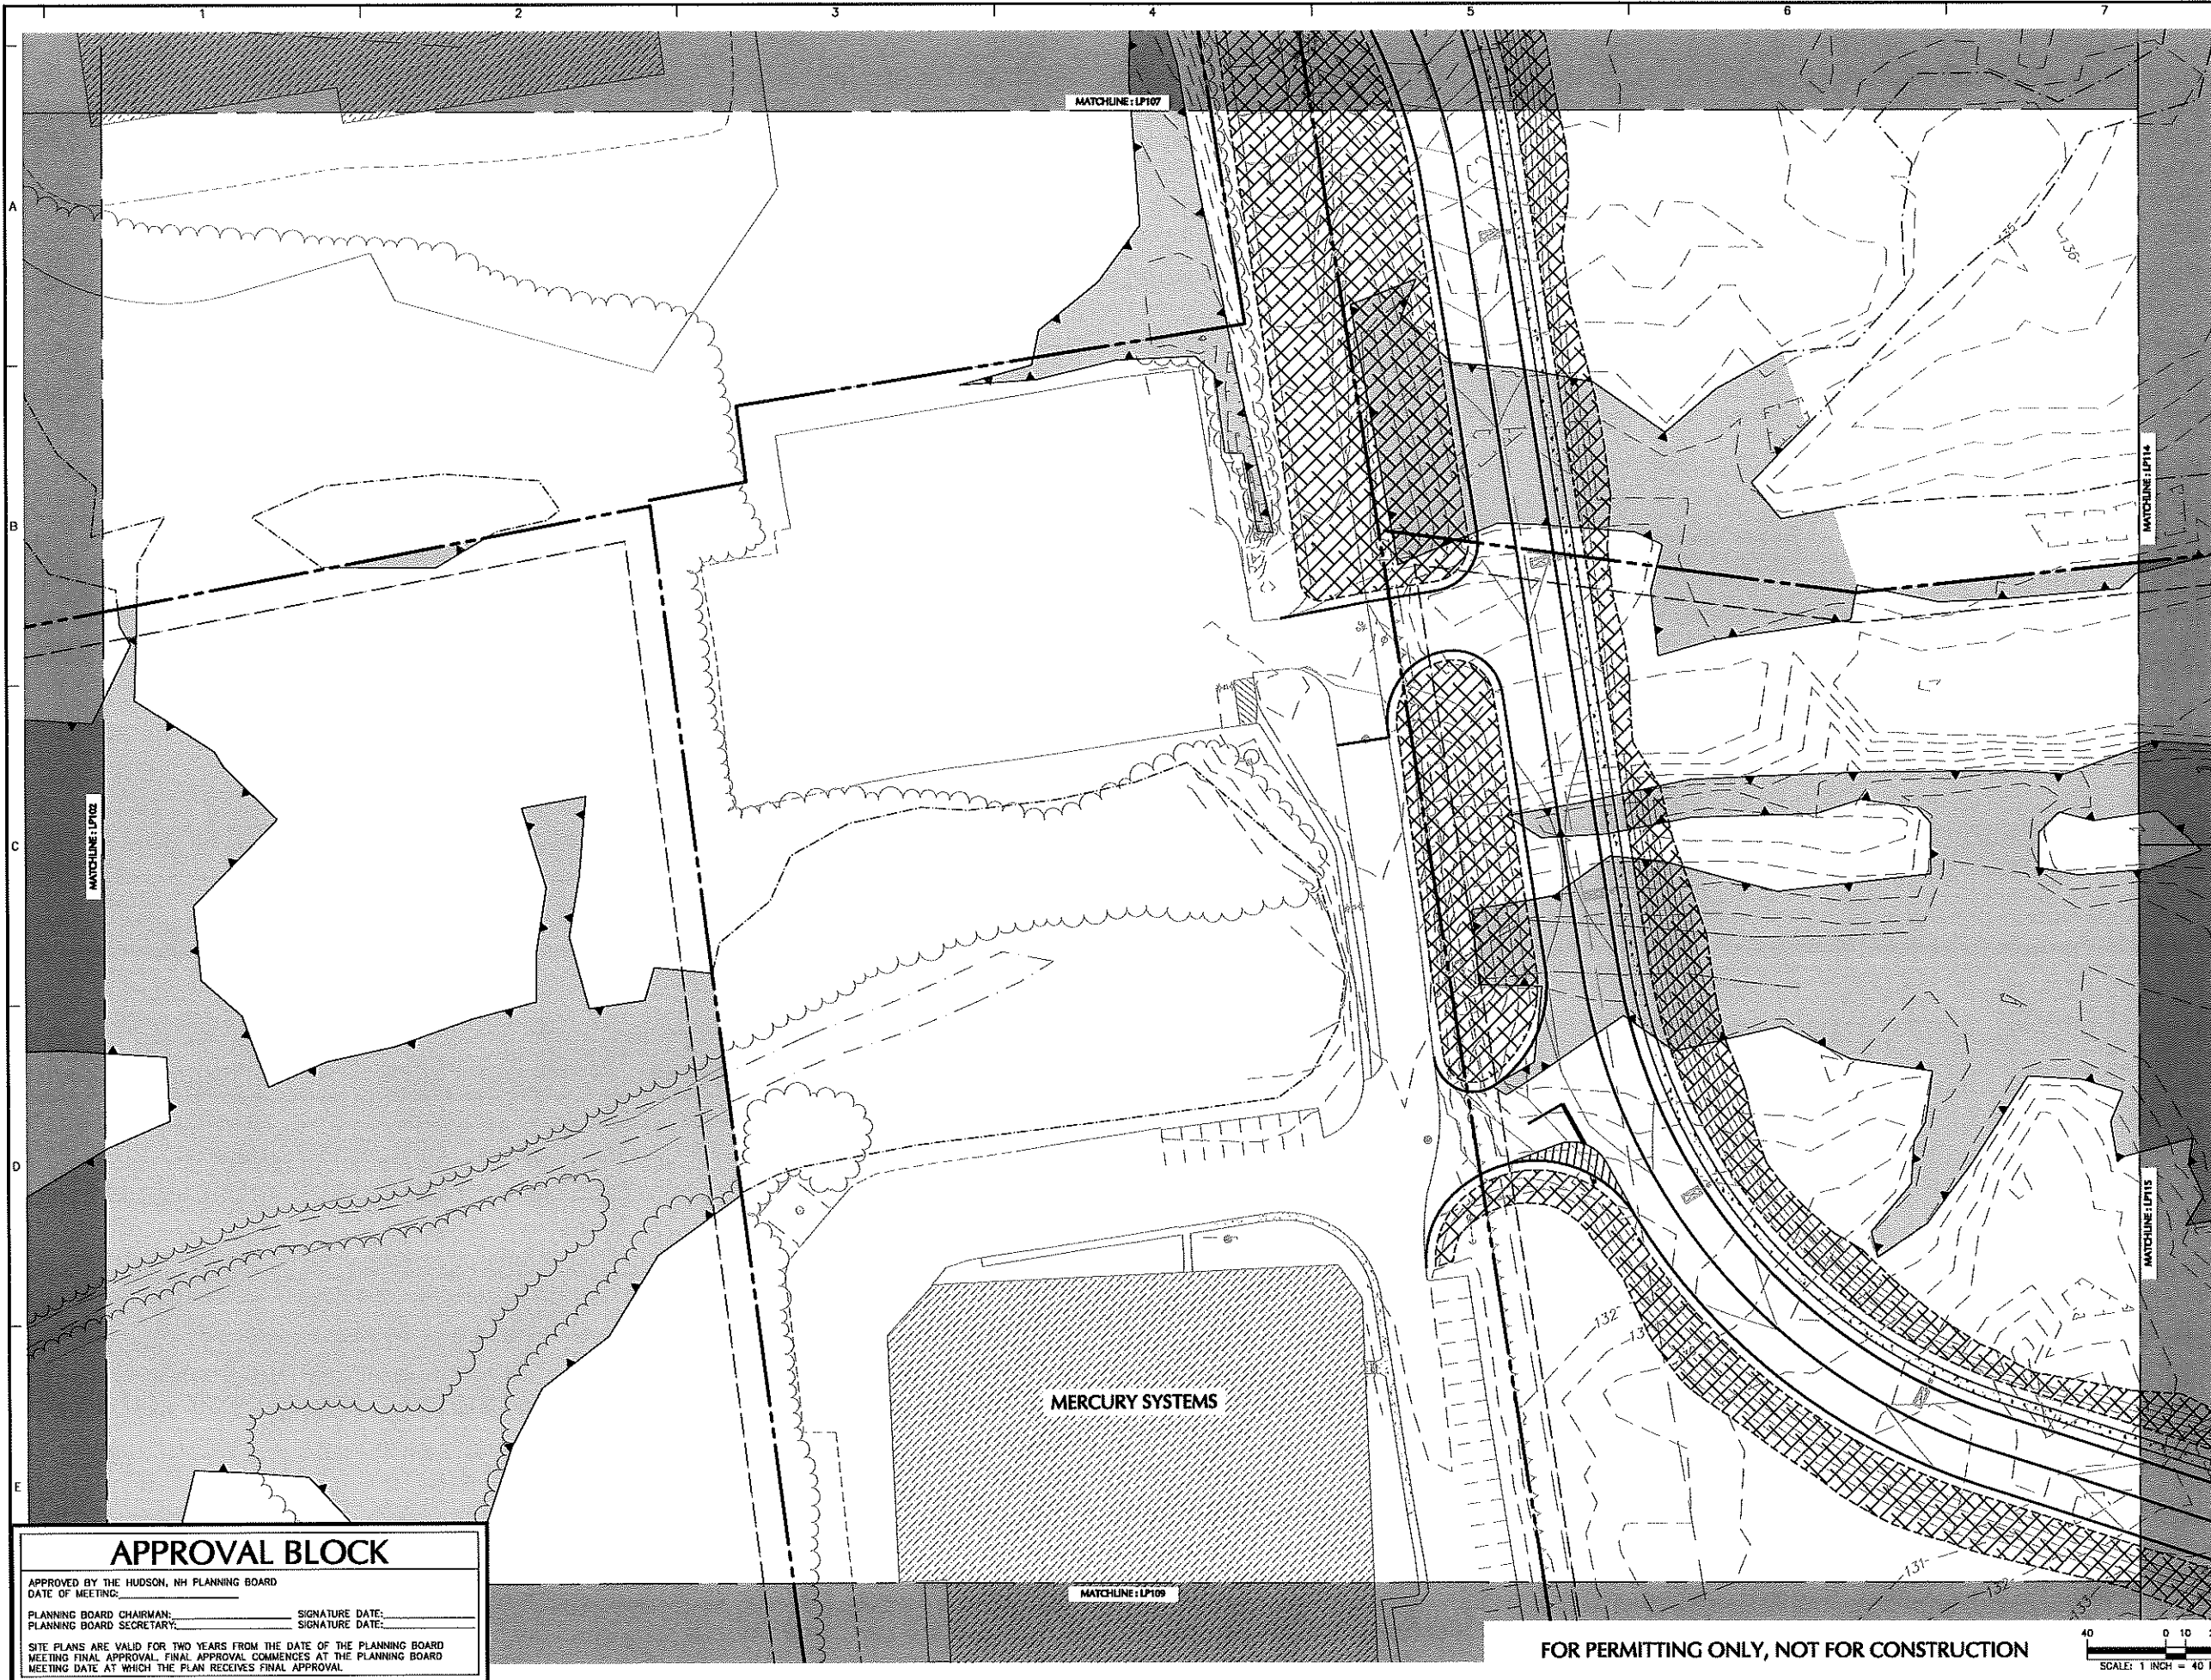 1 2 3 4 5 6 7
MATCHLINE: LP107
A
135
136
B
MATCHLINE: LP114
MATCHLINE: LP102
C
D
MATCHLINE: LP115
132
MERCURY SYSTEMS
E
131
132
133
MATCHLINE: LP109
APPROVAL BLOCK
APPROVED BY THE HUDSON, NH PLANNING BOARD
DATE OF MEETING:
PLANNING BOARD CHAIRMAN: SIGNATURE DATE:
PLANNING BOARD SECRETARY: SIGNATURE DATE:
SITE PLANS ARE VALID FOR TWO YEARS FROM THE DATE OF THE PLANNING BOARD
MEETING FINAL APPROVAL. FINAL APPROVAL COMMENCES AT THE PLANNING BOARD
MEETING DATE AT WHICH THE PLAN RECEIVES FINAL APPROVAL.
FOR PERMITTING ONLY, NOT FOR CONSTRUCTION
40 0 10
SCALE: 1 INCH = 40